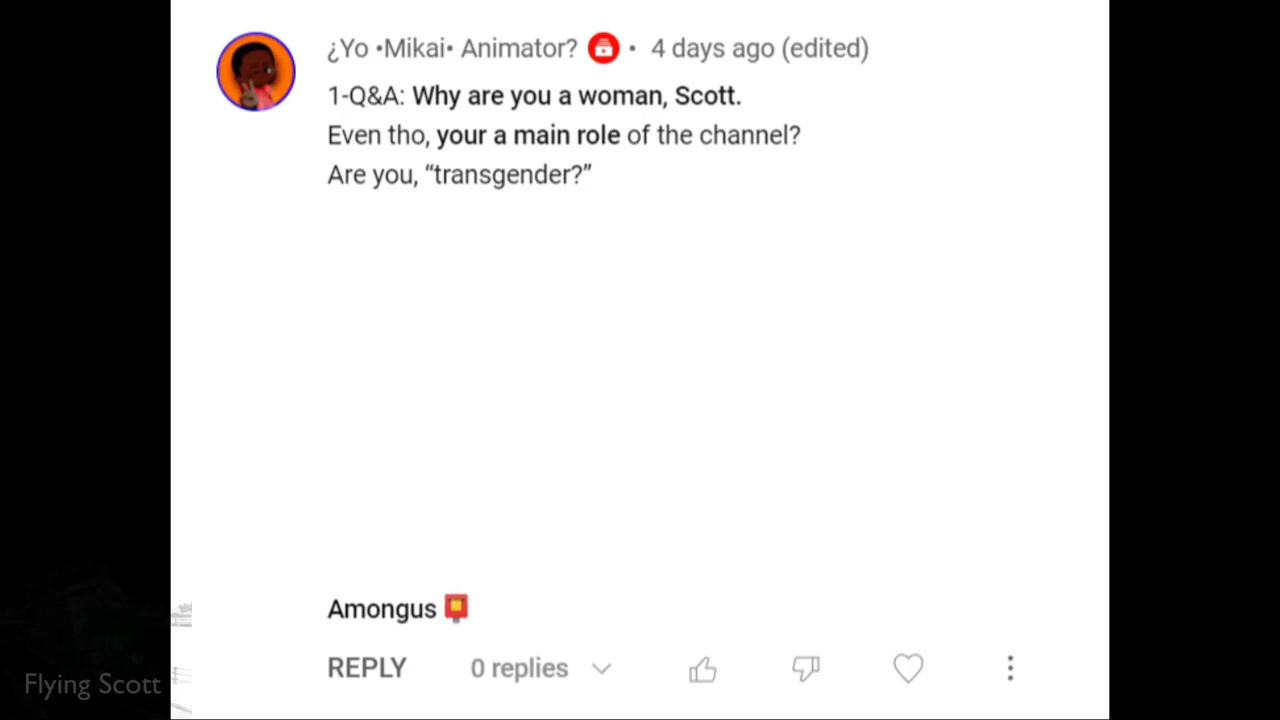 ¿Yo •Mikai• Animator? • 4 days ago (edited)
1-Q&A: Why are you a woman, Scott.
Even tho, your a main role of the channel?
Are you, “transgender?”
Amongus 📮
REPLY 0 replies
Flying Scott